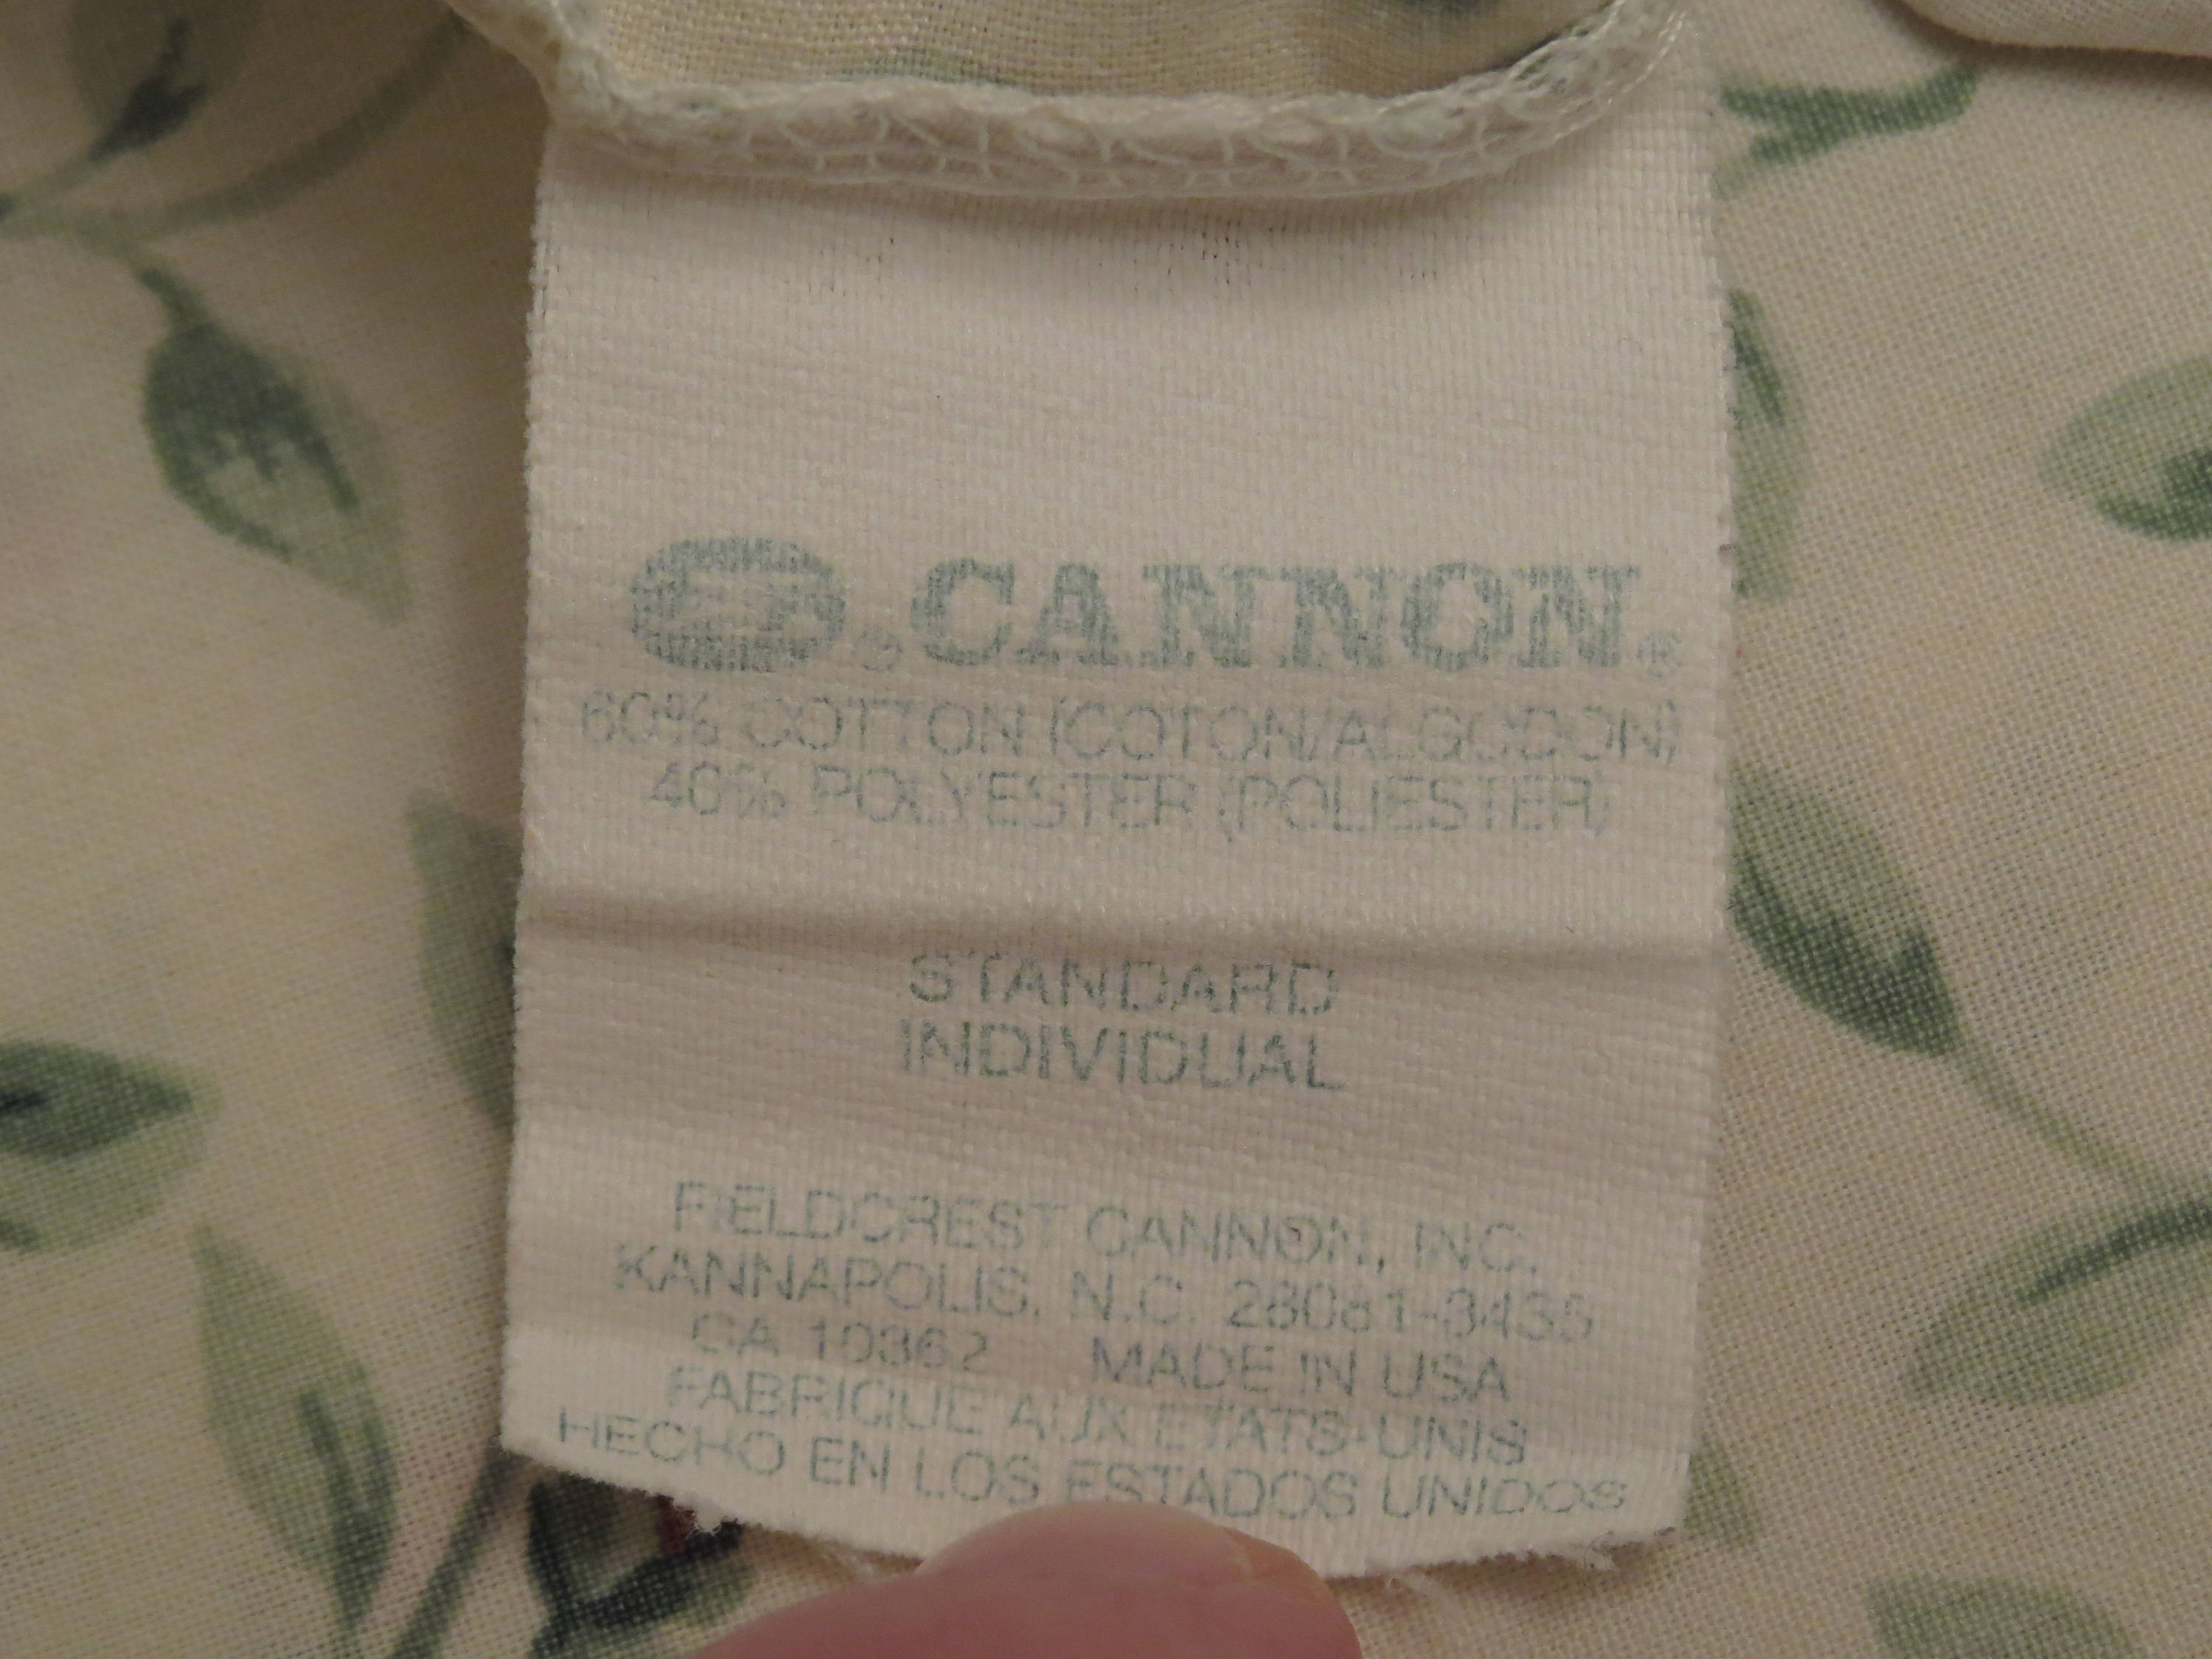 ® CANNON®
60% COTTON (COTON/ALGODON)
40% POLYESTER (POLIESTER)
STANDARD
INDIVIDUAL
FIELDCREST CANNON, INC.
KANNAPOLIS, N.C. 28081-3435
CA 10362 MADE IN USA
FABRIQUE AUX ETATS-UNIS
HECHO EN LOS ESTADOS UNIDOS